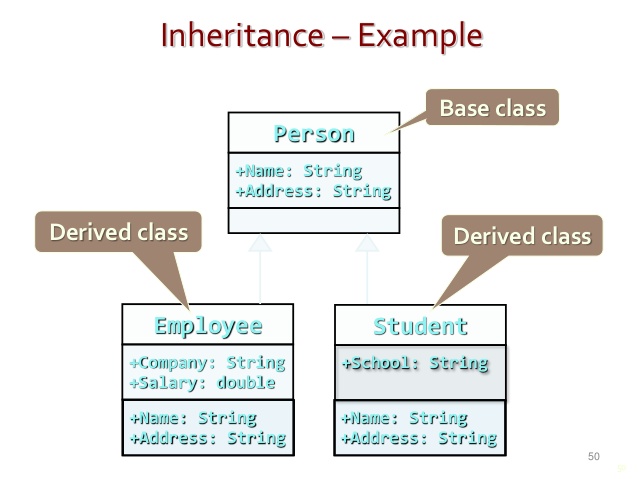 Inheritance – Example
Base class
Person
+Name: String
+Address: String
Derived class
Derived class
Employee
+Company: String
+Salary: double
+Name: String
+Address: String
Student
+School: String
+Name: String
+Address: String
50